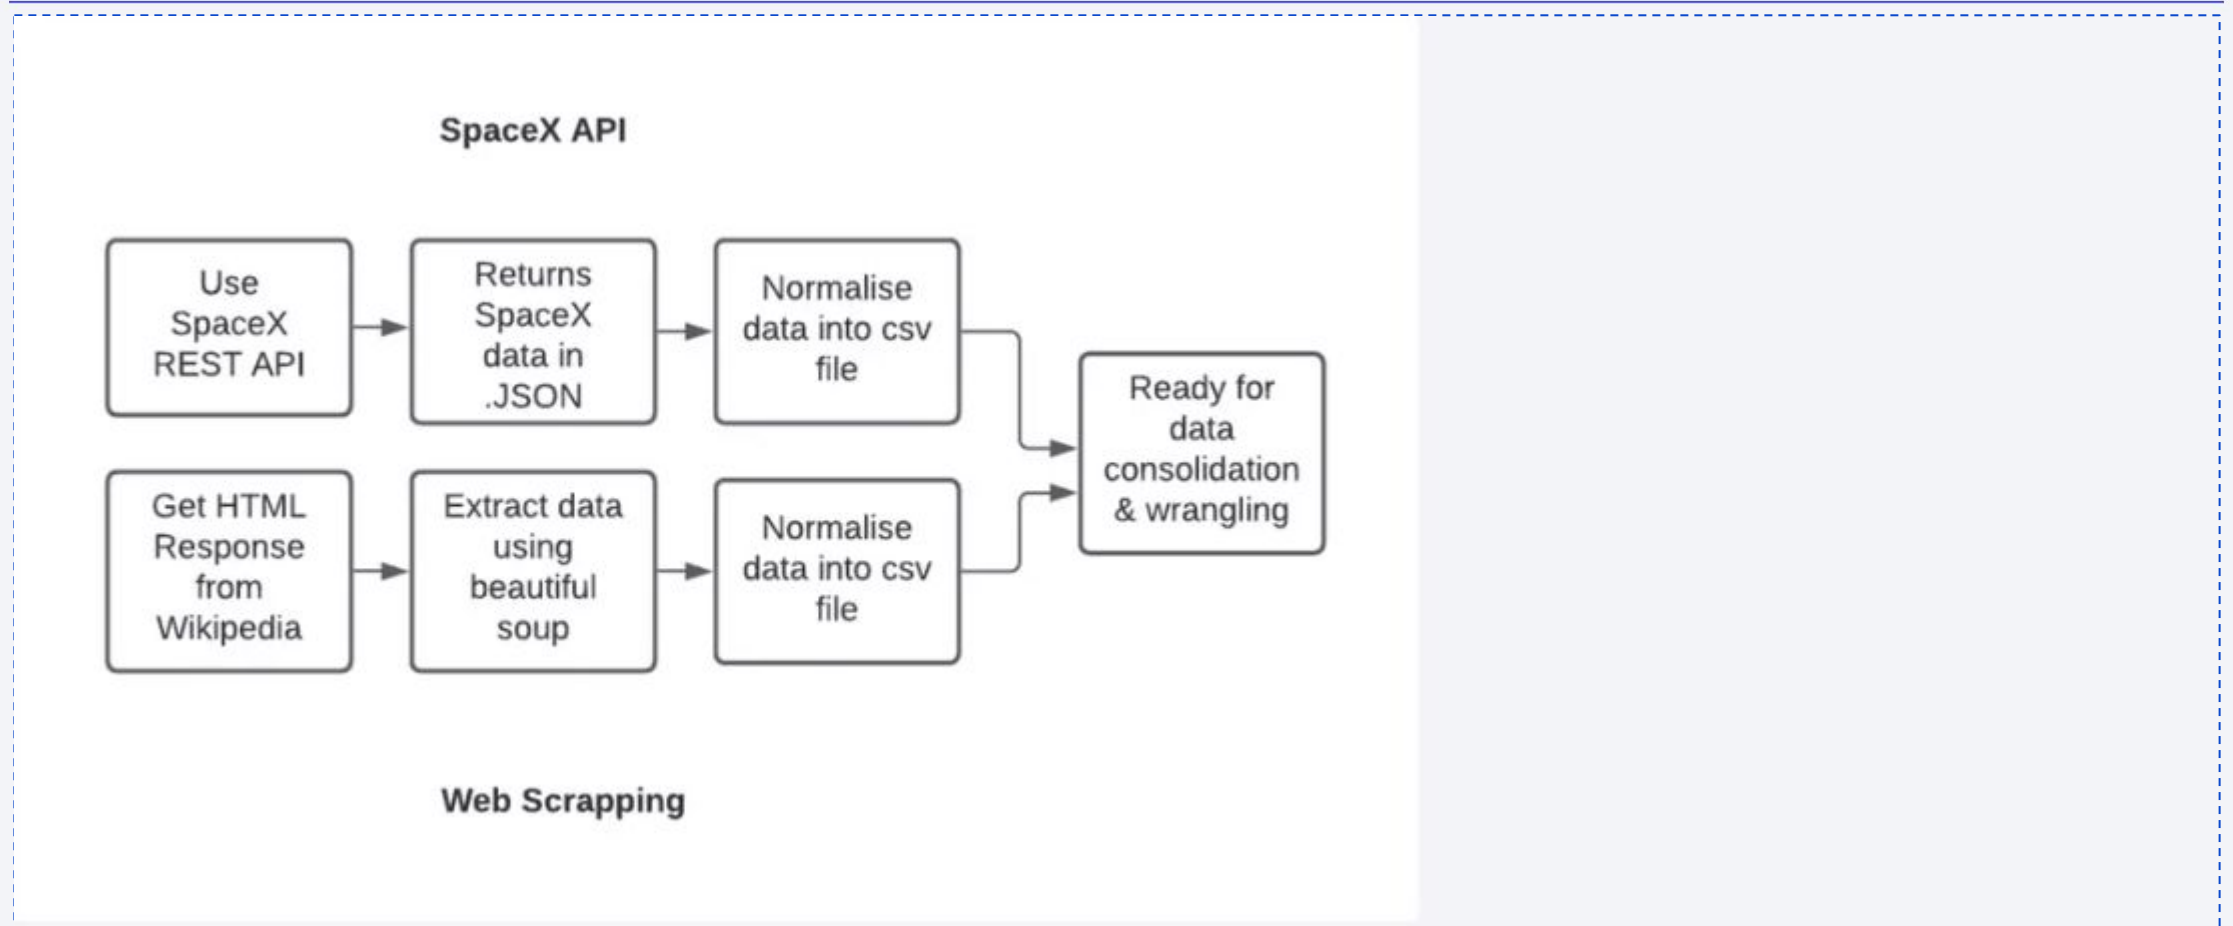 SpaceX API
Use
SpaceX
REST API
Returns
SpaceX
data in
.JSON
Normalise
data into csv
file
Ready for
data
consolidation
& wrangling
Get HTML
Response
from
Wikipedia
Extract data
using
beautiful
soup
Normalise
data into csv
file
Web Scrapping